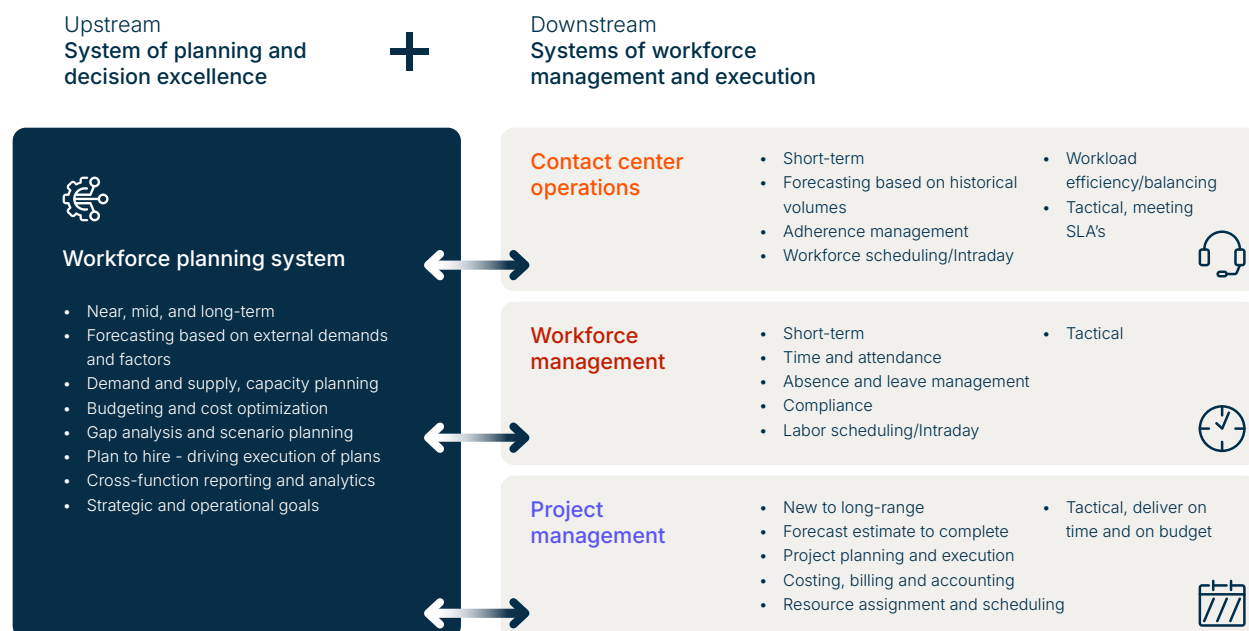 Upstream
System of planning and
decision excellence
Downstream
Systems of workforce
management and execution
Workforce planning system
• Near, mid, and long-term
• Forecasting based on external demands
and factors
• Demand and supply, capacity planning
• Budgeting and cost optimization
• Gap analysis and scenario planning
• Plan to hire - driving execution of plans
• Cross-function reporting and analytics
• Strategic and operational goals
Contact center
operations
• Short-term
• Forecasting based on historical
volumes
• Adherence management
• Workforce scheduling/Intraday
• Workload
efficiency/balancing
• Tactical, meeting
SLA's
Workforce
management
• Short-term
• Time and attendance
• Absence and leave management
• Compliance
• Labor scheduling/Intraday
• Tactical
Project
management
• New to long-range
• Forecast estimate to complete
• Project planning and execution
• Costing, billing and accounting
• Resource assignment and scheduling
• Tactical, deliver on
time and on budget